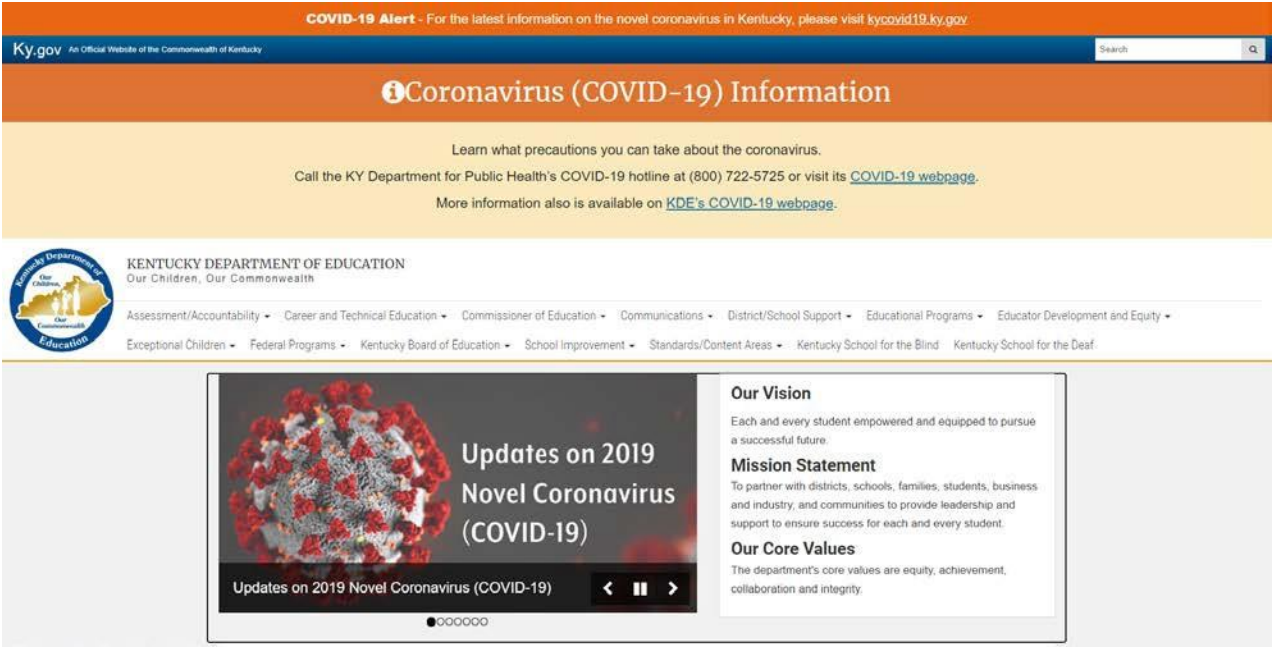 COVID-19 Alert - For the latest information on the novel coronavirus in Kentucky, please visit kycovid19.ky.gov
Ky.gov An Official Website of the Commonwealth of Kentucky
Search
Coronavirus (COVID-19) Information
Learn what precautions you can take about the coronavirus.
Call the KY Department for Public Health's COVID-19 hotline at (800) 722-5725 or visit its COVID-19 webpage.
More information also is available on KDE's COVID-19 webpage.
Kentucky Department of Education
Our Children,
Our Commonwealth
KENTUCKY DEPARTMENT OF EDUCATION
Our Children, Our Commonwealth
Assessment/Accountability Career and Technical Education Commissioner of Education Communications District/School Support Educational Programs Educator Development and Equity
Exceptional Children Federal Programs Kentucky Board of Education School Improvement Standards/Content Areas Kentucky School for the Blind Kentucky School for the Deaf
Updates on 2019
Novel Coronavirus
(COVID-19)
Updates on 2019 Novel Coronavirus (COVID-19)
Our Vision
Each and every student empowered and equipped to pursue
a successful future.
Mission Statement
To partner with districts, schools, families, students, business
and industry, and communities to provide leadership and
support to ensure success for each and every student.
Our Core Values
The department's core values are equity, achievement,
collaboration and integrity.